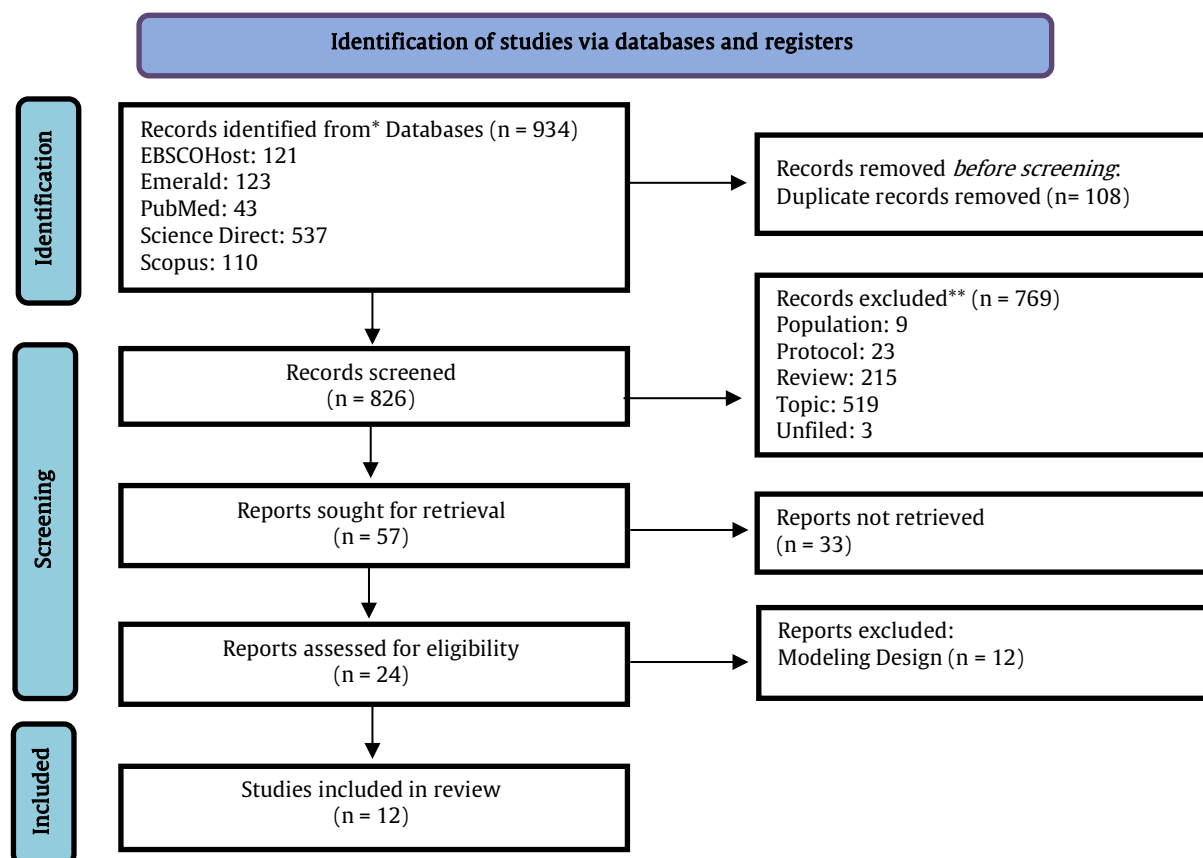 Identification of studies via databases and registers
Identification
Records identified from* Databases (n = 934)
EBSCOHost: 121
Emerald: 123
PubMed: 43
Science Direct: 537
Scopus: 110
Records removed before screening:
Duplicate records removed (n= 108)
Screening
Records screened
(n = 826)
Records excluded** (n = 769)
Population: 9
Protocol: 23
Review: 215
Topic: 519
Unfiled: 3
Reports sought for retrieval
(n = 57)
Reports not retrieved
(n = 33)
Reports assessed for eligibility
(n = 24)
Reports excluded:
Modeling Design (n = 12)
Included
Studies included in review
(n = 12)